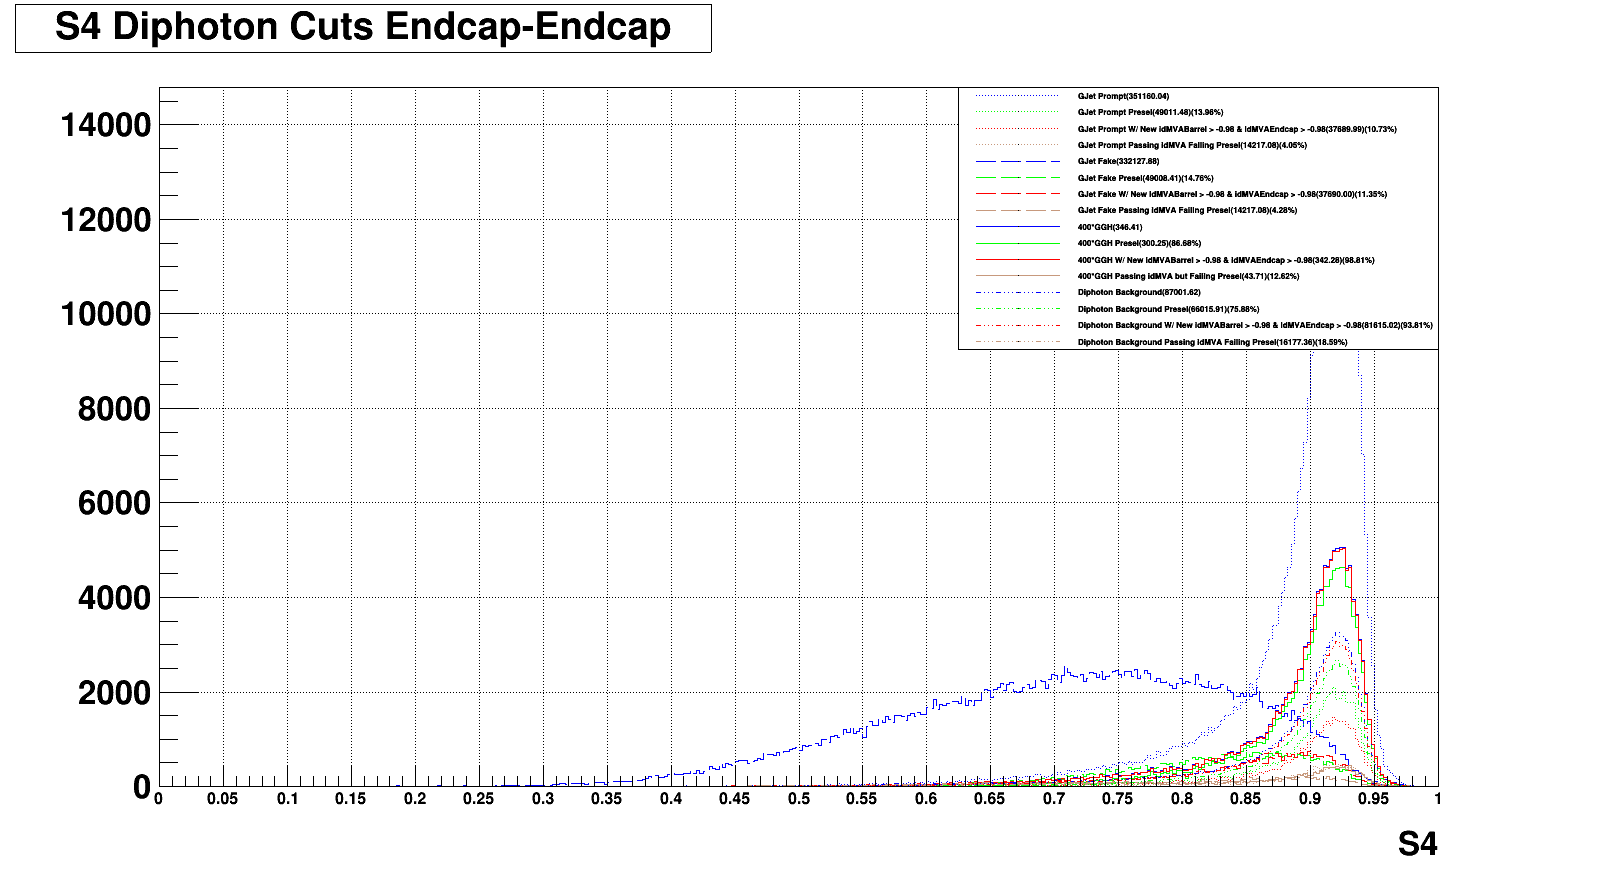 S4 Diphoton Cuts Endcap-Endcap
GJet Prompt(351160.04)
GJet Prompt Presel(49011.48)(13.96%)
GJet Prompt W/ New idMVABarrel > -0.98 & idMVAEndcap > -0.98(37689.99)(10.73%)
GJet Prompt Passing idMVA Failing Presel(14217.08)(4.05%)
GJet Fake(332127.88)
GJet Fake Presel(49008.41)(14.76%)
GJet Fake W/ New idMVABarrel > -0.98 & idMVAEndcap > -0.98(37690.00)(11.35%)
GJet Fake Passing idMVA Failing Presel(14217.08)(4.28%)
400*GGH(346.41)
400*GGH Presel(300.25)(86.68%)
400*GGH W/ New idMVABarrel > -0.98 & idMVAEndcap > -0.98(342.28)(98.81%)
400*GGH Passing idMVA but Failing Presel(43.71)(12.62%)
Diphoton Background(87001.62)
Diphoton Background Presel(66015.91)(75.88%)
Diphoton Background W/ New idMVABarrel > -0.98 & idMVAEndcap > -0.98(81615.02)(93.81%)
Diphoton Background Passing idMVA Failing Presel(16177.36)(18.59%)
14000
12000
10000
8000
6000
4000
2000
0
0 0.05 0.1 0.15 0.2 0.25 0.3 0.35 0.4 0.45 0.5 0.55 0.6 0.65 0.7 0.75 0.8 0.85 0.9 0.95 1
S4